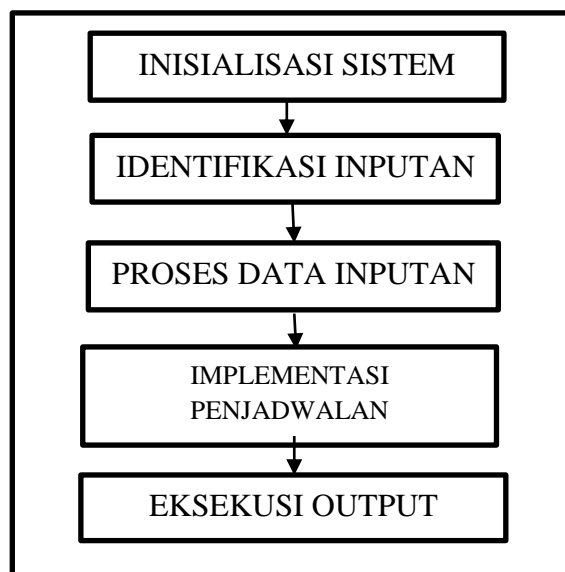 INISIALISASI SISTEM
IDENTIFIKASI INPUTAN
PROSES DATA INPUTAN
IMPLEMENTASI
PENJADWALAN
EKSEKUSI OUTPUT